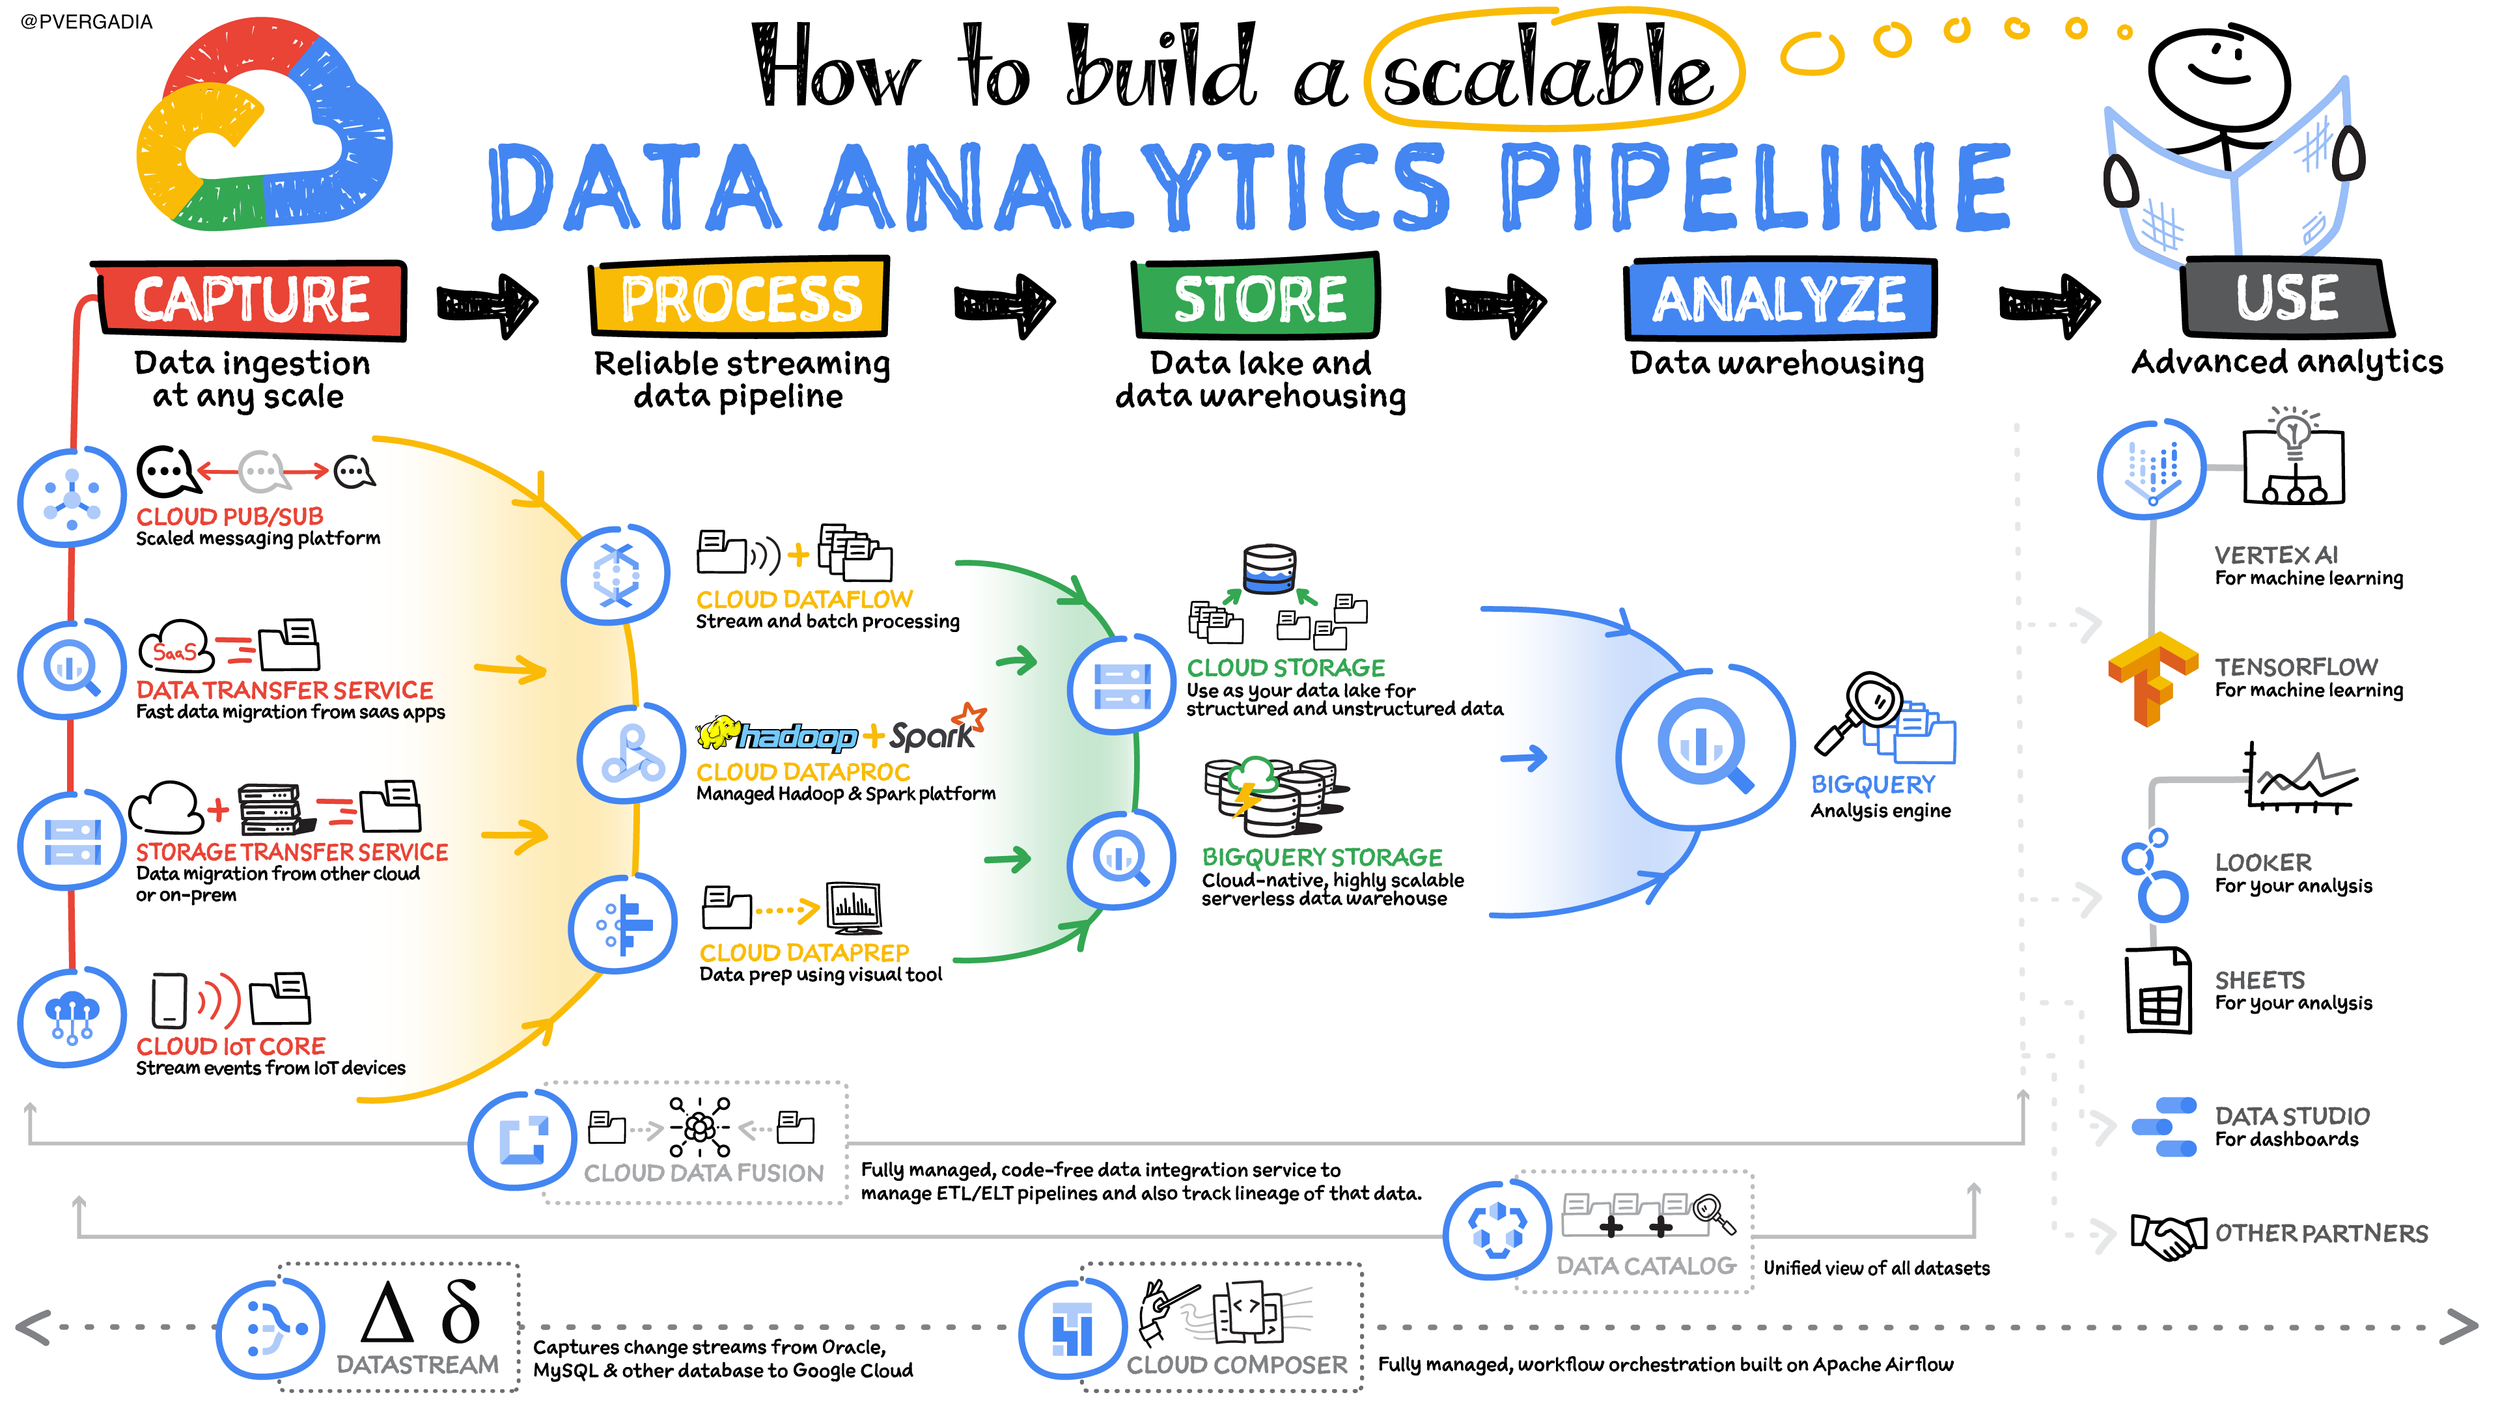 @PVERGADIA
How to build a scalable
DATA ANALYTICS PIPELINE
CAPTURE
Data ingestion
at any scale
PROCESS
Reliable streaming
data pipeline
STORE
Data lake and
data warehousing
ANALYZE
Data warehousing
USE
Advanced analytics
CLOUD PUB/SUB
Scaled messaging platform
SaaS
DATA TRANSFER SERVICE
Fast data migration from saas apps
STORAGE TRANSFER SERVICE
Data migration from other cloud
or on-prem
CLOUD IoT CORE
Stream events from IoT devices
CLOUD DATAFLOW
Stream and batch processing
hadoop + Spark
CLOUD DATAPROC
Managed Hadoop & Spark platform
CLOUD DATAPREP
Data prep using visual tool
CLOUD STORAGE
Use as your data lake for
structured and unstructured data
BIGQUERY STORAGE
Cloud-native, highly scalable
serverless data warehouse
BIGQUERY
Analysis engine
VERTEX AI
For machine learning
TENSORFLOW
For machine learning
LOOKER
For your analysis
SHEETS
For your analysis
DATA STUDIO
For dashboards
OTHER PARTNERS
CLOUD DATA FUSION
Fully managed, code-free data integration service to
manage ETL/ELT pipelines and also track lineage of that data.
DATA CATALOG
Unified view of all datasets
Δ δ
DATASTREAM
Captures change streams from Oracle,
MySQL & other database to Google Cloud
CLOUD COMPOSER
Fully managed, workflow orchestration built on Apache Airflow